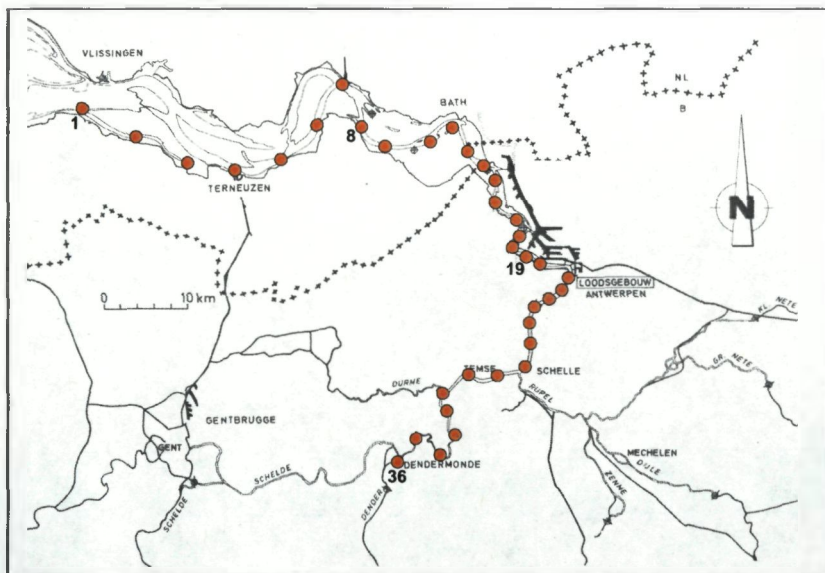 VLISSINGEN
NL
B
BATH
1
8
TERNEUZEN
N
19
LOODSGEBOUW
ANTWERPEN
0 10 km
KL. NETE
GR. NETE
TEMSE
SCHELLE
DURME
RUPEL
GENTBRUGGE
GENT
MECHELEN
DIJLE
SCHELDE
DENDERMONDE
36
ZENNE
DENDER
SCHELDE